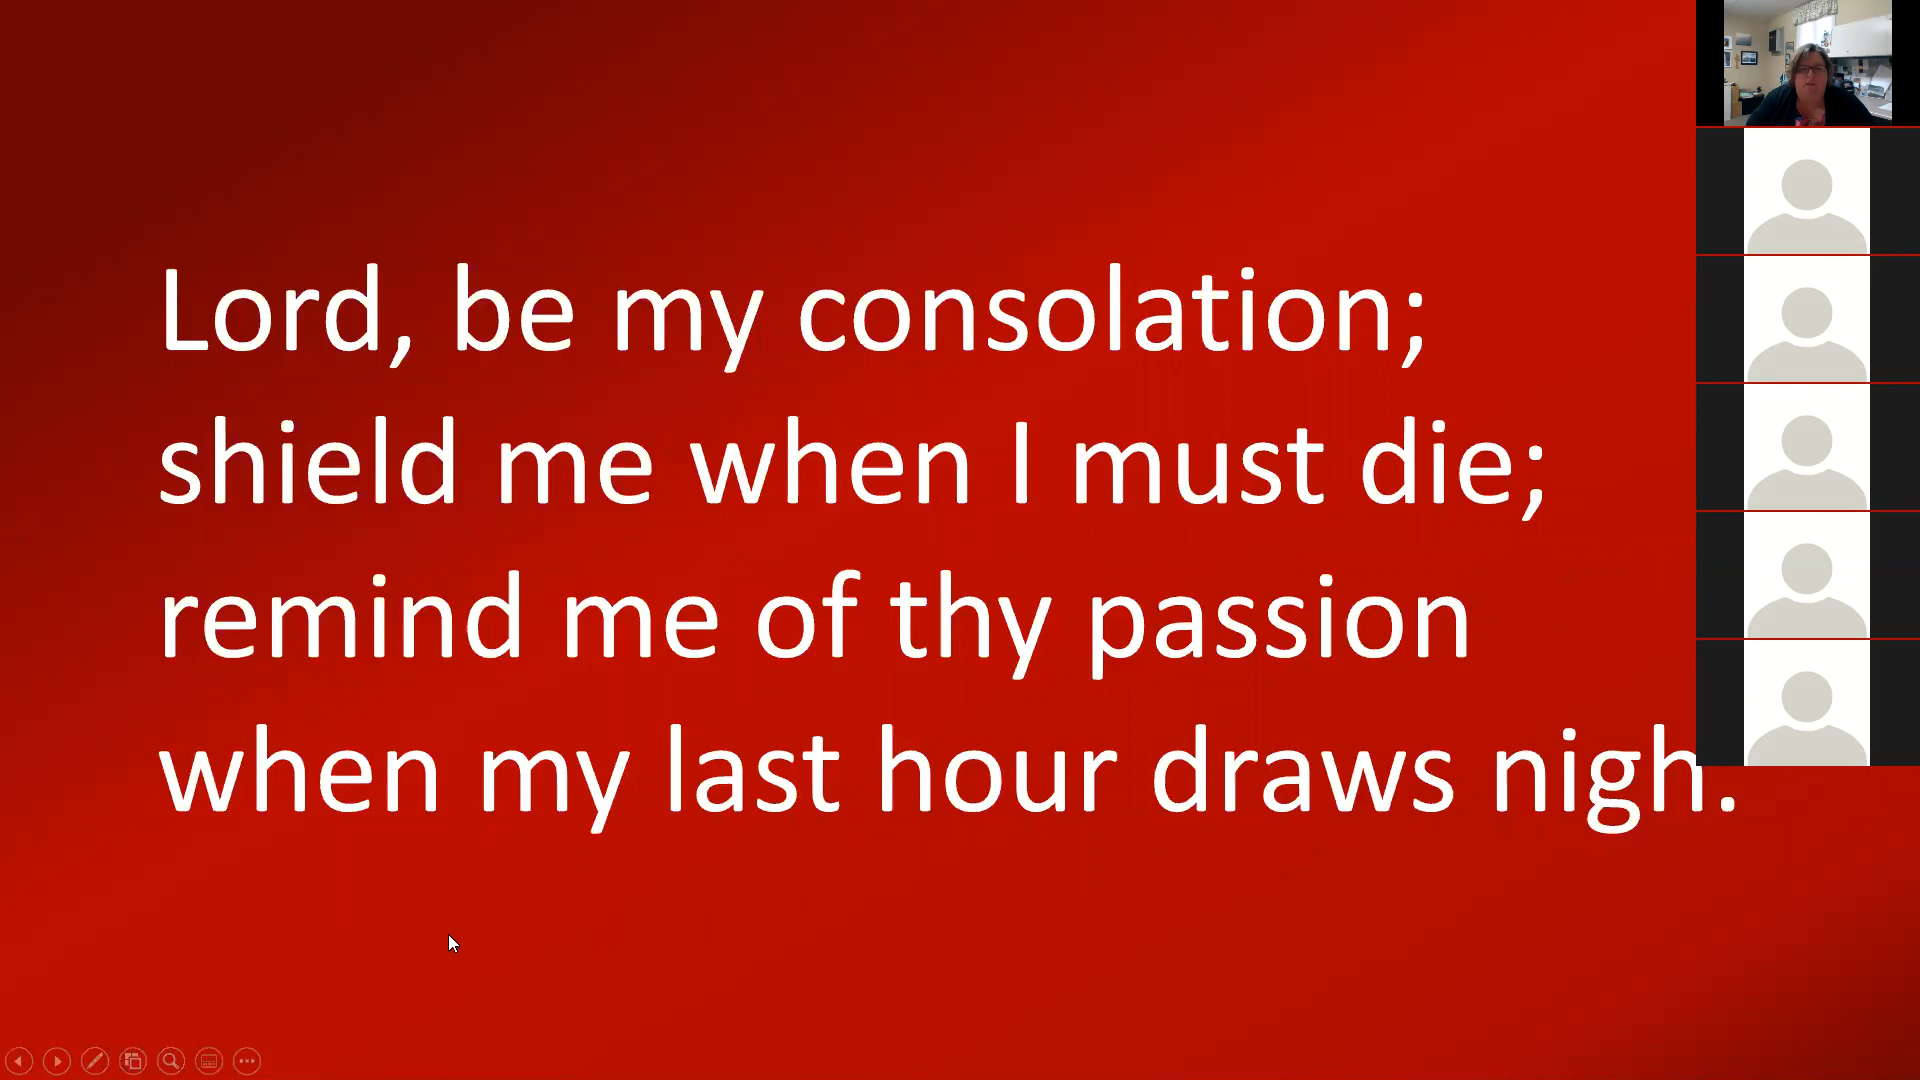 Lord, be my consolation;
shield me when I must die;
remind me of thy passion
when my last hour draws nigh.